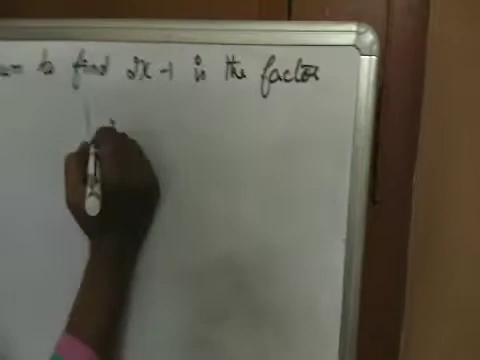 to find 2x-1 is the factor